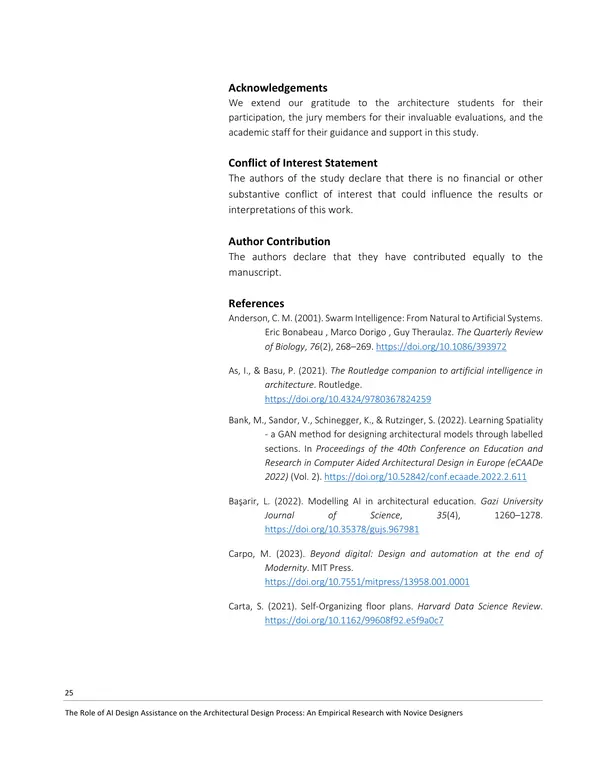 Acknowledgements
We extend our gratitude to the architecture students for their
participation, the jury members for their invaluable evaluations, and the
academic staff for their guidance and support in this study.
Conflict of Interest Statement
The authors of the study declare that there is no financial or other
substantive conflict of interest that could influence the results or
interpretations of this work.
Author Contribution
The authors declare that they have contributed equally to the
manuscript.
References
Anderson, C. M. (2001). Swarm Intelligence: From Natural to Artificial Systems.
Eric Bonabeau , Marco Dorigo , Guy Theraulaz. The Quarterly Review
of Biology, 76(2), 268–269. https://doi.org/10.1086/393972
As, I., & Basu, P. (2021). The Routledge companion to artificial intelligence in
architecture. Routledge.
https://doi.org/10.4324/9780367824259
Bank, M., Sandor, V., Schinegger, K., & Rutzinger, S. (2022). Learning Spatiality
- a GAN method for designing architectural models through labelled
sections. In Proceedings of the 40th Conference on Education and
Research in Computer Aided Architectural Design in Europe (eCAADe
2022) (Vol. 2). https://doi.org/10.52842/conf.ecaade.2022.2.611
Başarir, L. (2022). Modelling AI in architectural education. Gazi University
Journal of Science, 35(4), 1260–1278.
https://doi.org/10.35378/gujs.967981
Carpo, M. (2023). Beyond digital: Design and automation at the end of
Modernity. MIT Press.
https://doi.org/10.7551/mitpress/13958.001.0001
Carta, S. (2021). Self-Organizing floor plans. Harvard Data Science Review.
https://doi.org/10.1162/99608f92.e5f9a0c7
25
The Role of AI Design Assistance on the Architectural Design Process: An Empirical Research with Novice Designers